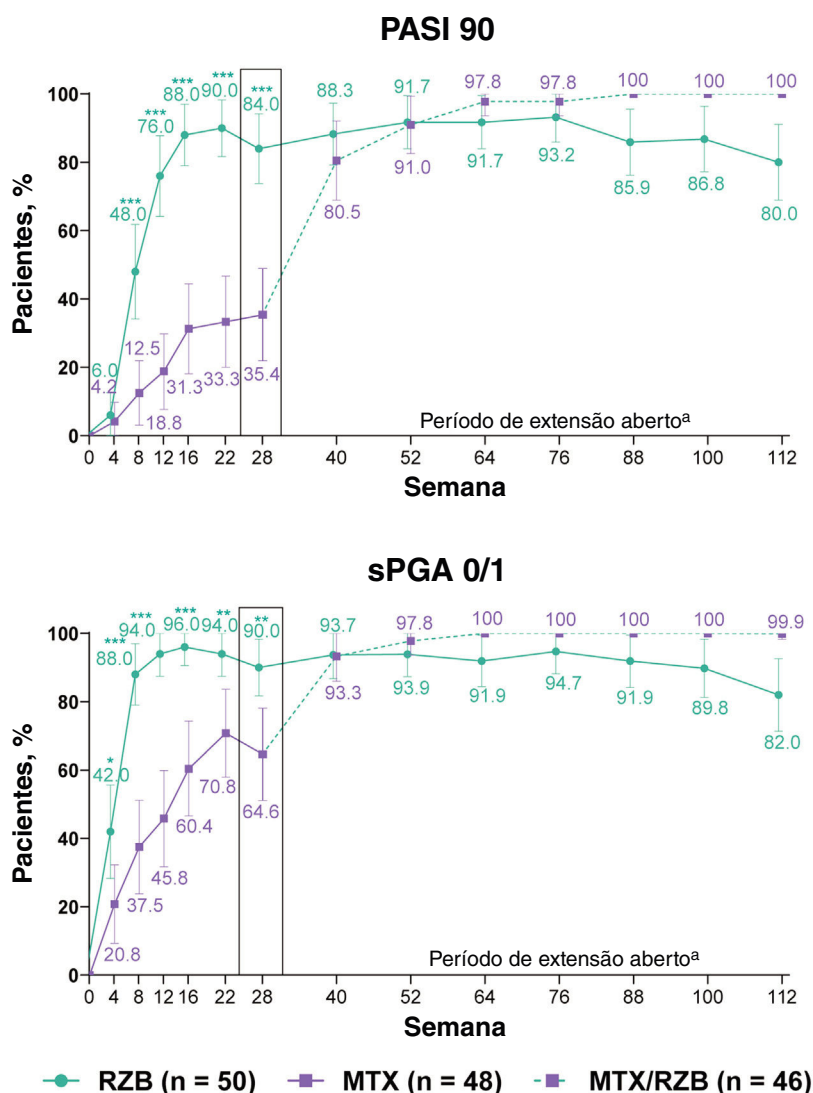 PASI 90
*** *** *** *** *** ***
6.0 48.0 76.0 88.0 90.0 84.0 88.3 91.7 91.7 93.2 85.9 86.8 80.0
4.2 12.5 18.8 31.3 33.3 35.4 80.5 91.0 97.8 97.8 100 100 100
Pacientes, %
100
80
60
40
20
0
Período de extensão abertoª
0 4 8 12 16 22 28 40 52 64 76 88 100 112
Semana
sPGA 0/1
* *** *** *** ** **
42.0 88.0 94.0 96.0 94.0 90.0 93.7 93.9 91.9 94.7 91.9 89.8 82.0
20.8 37.5 45.8 60.4 70.8 64.6 93.3 97.8 100 100 100 100 99.9
Pacientes, %
100
80
60
40
20
0
Período de extensão abertoª
0 4 8 12 16 22 28 40 52 64 76 88 100 112
Semana
RZB (n = 50) MTX (n = 48) MTX/RZB (n = 46)